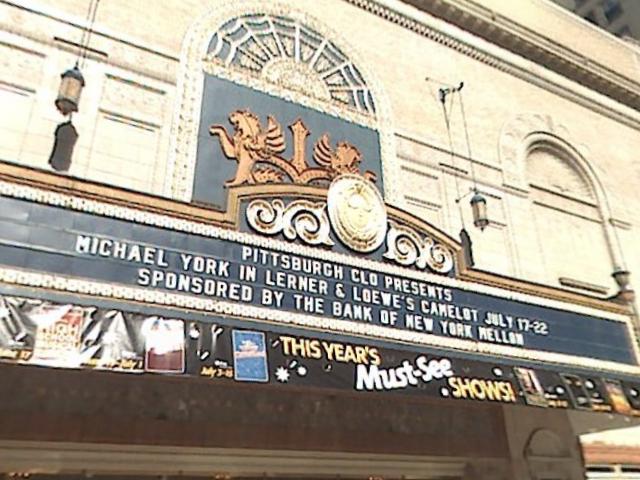 PITTSBURGH CLO PRESENTS
MICHAEL YORK IN LERNER & LOEWE'S CAMELOT JULY 17-22
SPONSORED BY THE BANK OF NEW YORK MELLON
THIS YEAR'S
Must-See
SHOWS!
HIGH